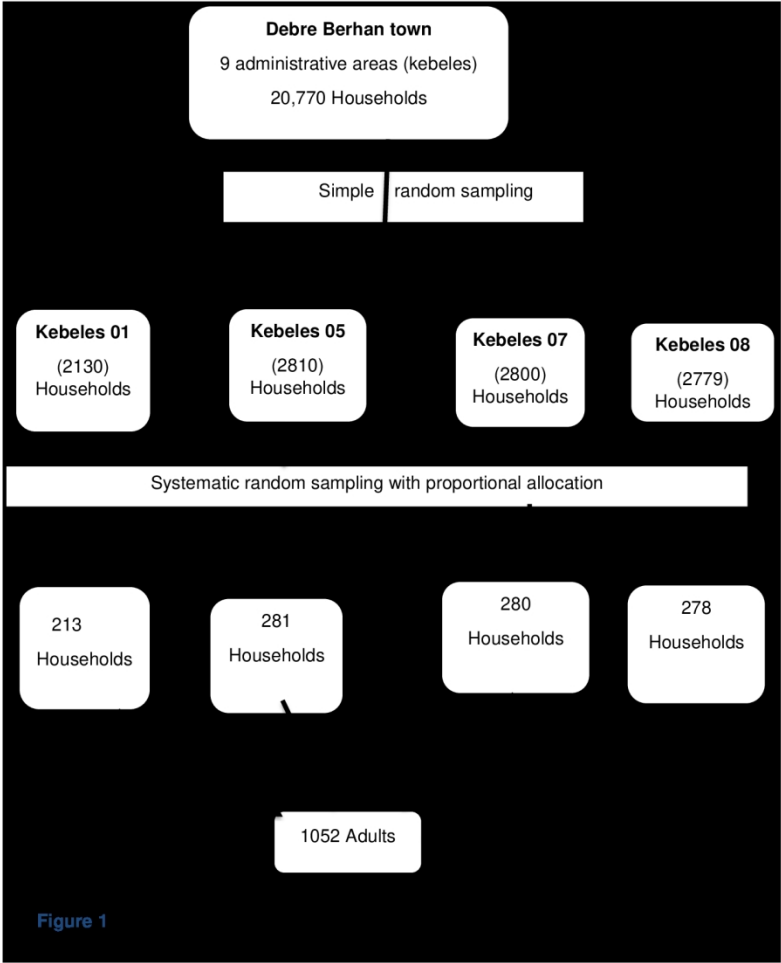 Debre Berhan town
9 administrative areas (kebeles)
20,770 Households
Simple random sampling
Kebeles 01
(2130)
Households
Kebeles 05
(2810)
Households
Kebeles 07
(2800)
Households
Kebeles 08
(2779)
Households
Systematic random sampling with proportional allocation
213
Households
281
Households
280
Households
278
Households
1052 Adults
Figure 1